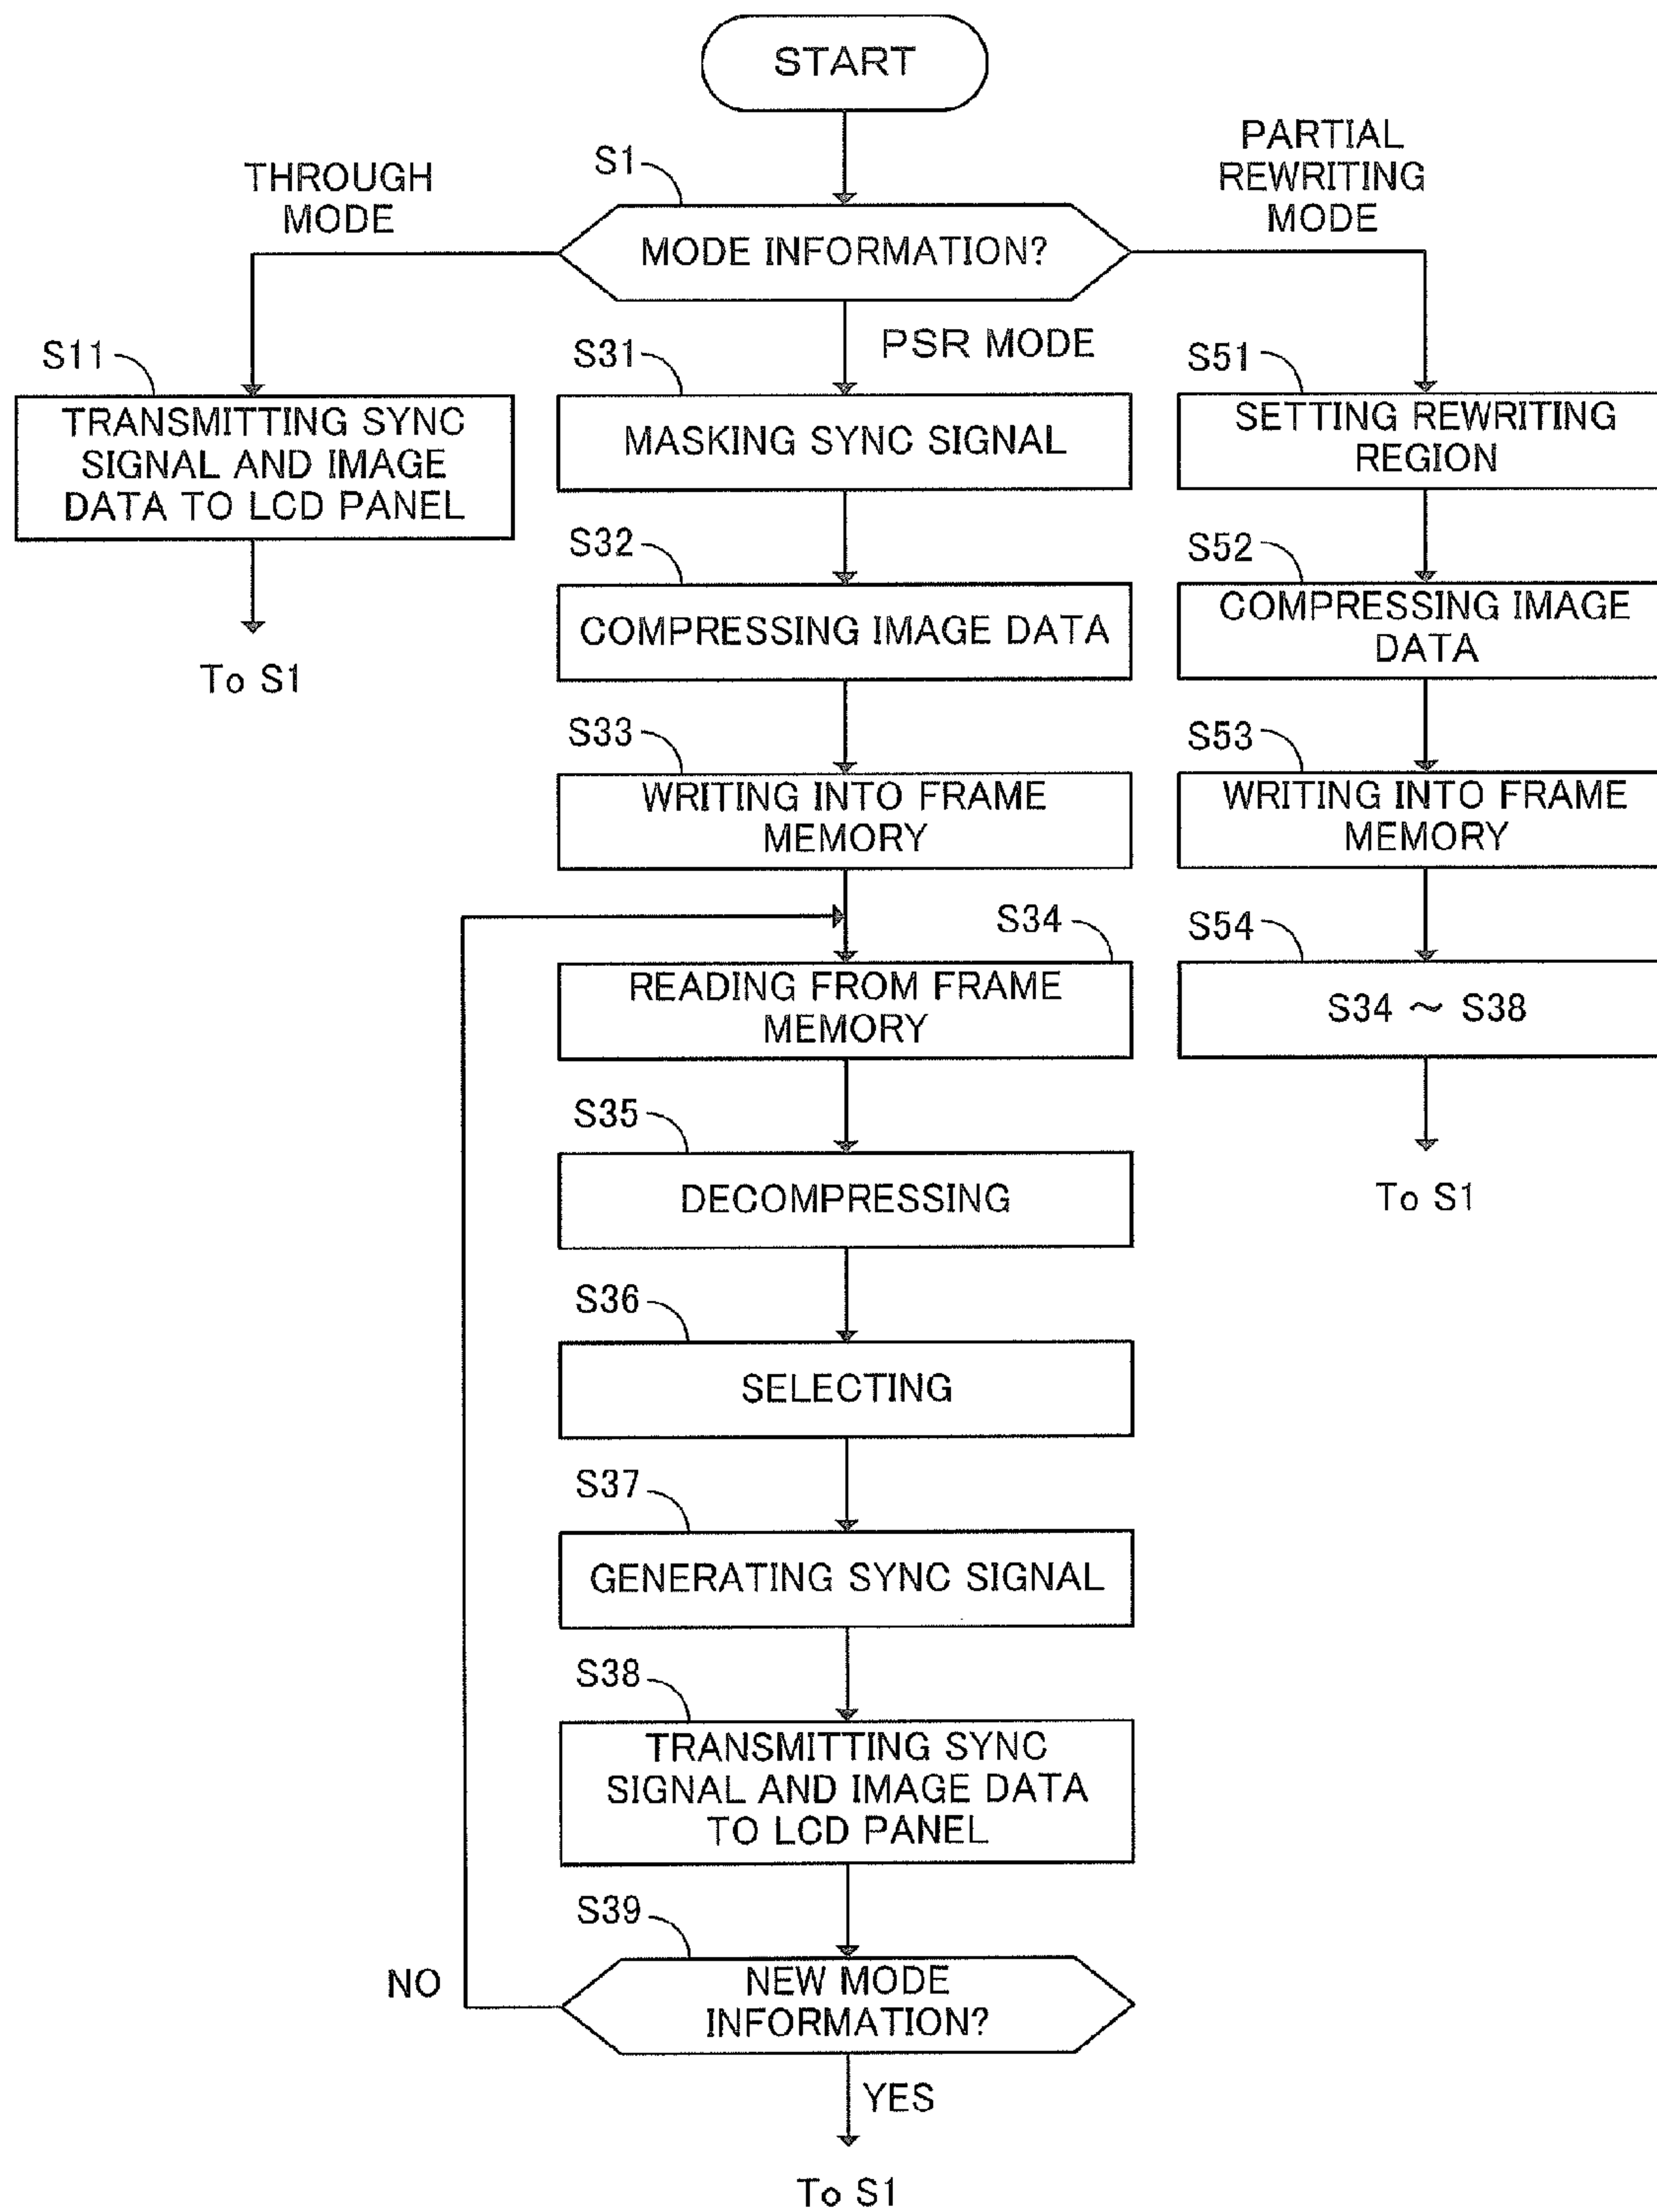 START
S1
MODE INFORMATION?
THROUGH
MODE
PSR MODE
PARTIAL
REWRITING
MODE
S11
TRANSMITTING SYNC
SIGNAL AND IMAGE
DATA TO LCD PANEL
To S1
S31
MASKING SYNC SIGNAL
S32
COMPRESSING IMAGE DATA
S33
WRITING INTO FRAME
MEMORY
S34
READING FROM FRAME
MEMORY
S35
DECOMPRESSING
S36
SELECTING
S37
GENERATING SYNC SIGNAL
S38
TRANSMITTING SYNC
SIGNAL AND IMAGE DATA
TO LCD PANEL
S39
NEW MODE
INFORMATION?
NO
YES
To S1
S51
SETTING REWRITING
REGION
S52
COMPRESSING IMAGE
DATA
S53
WRITING INTO FRAME
MEMORY
S54
S34 ~ S38
To S1